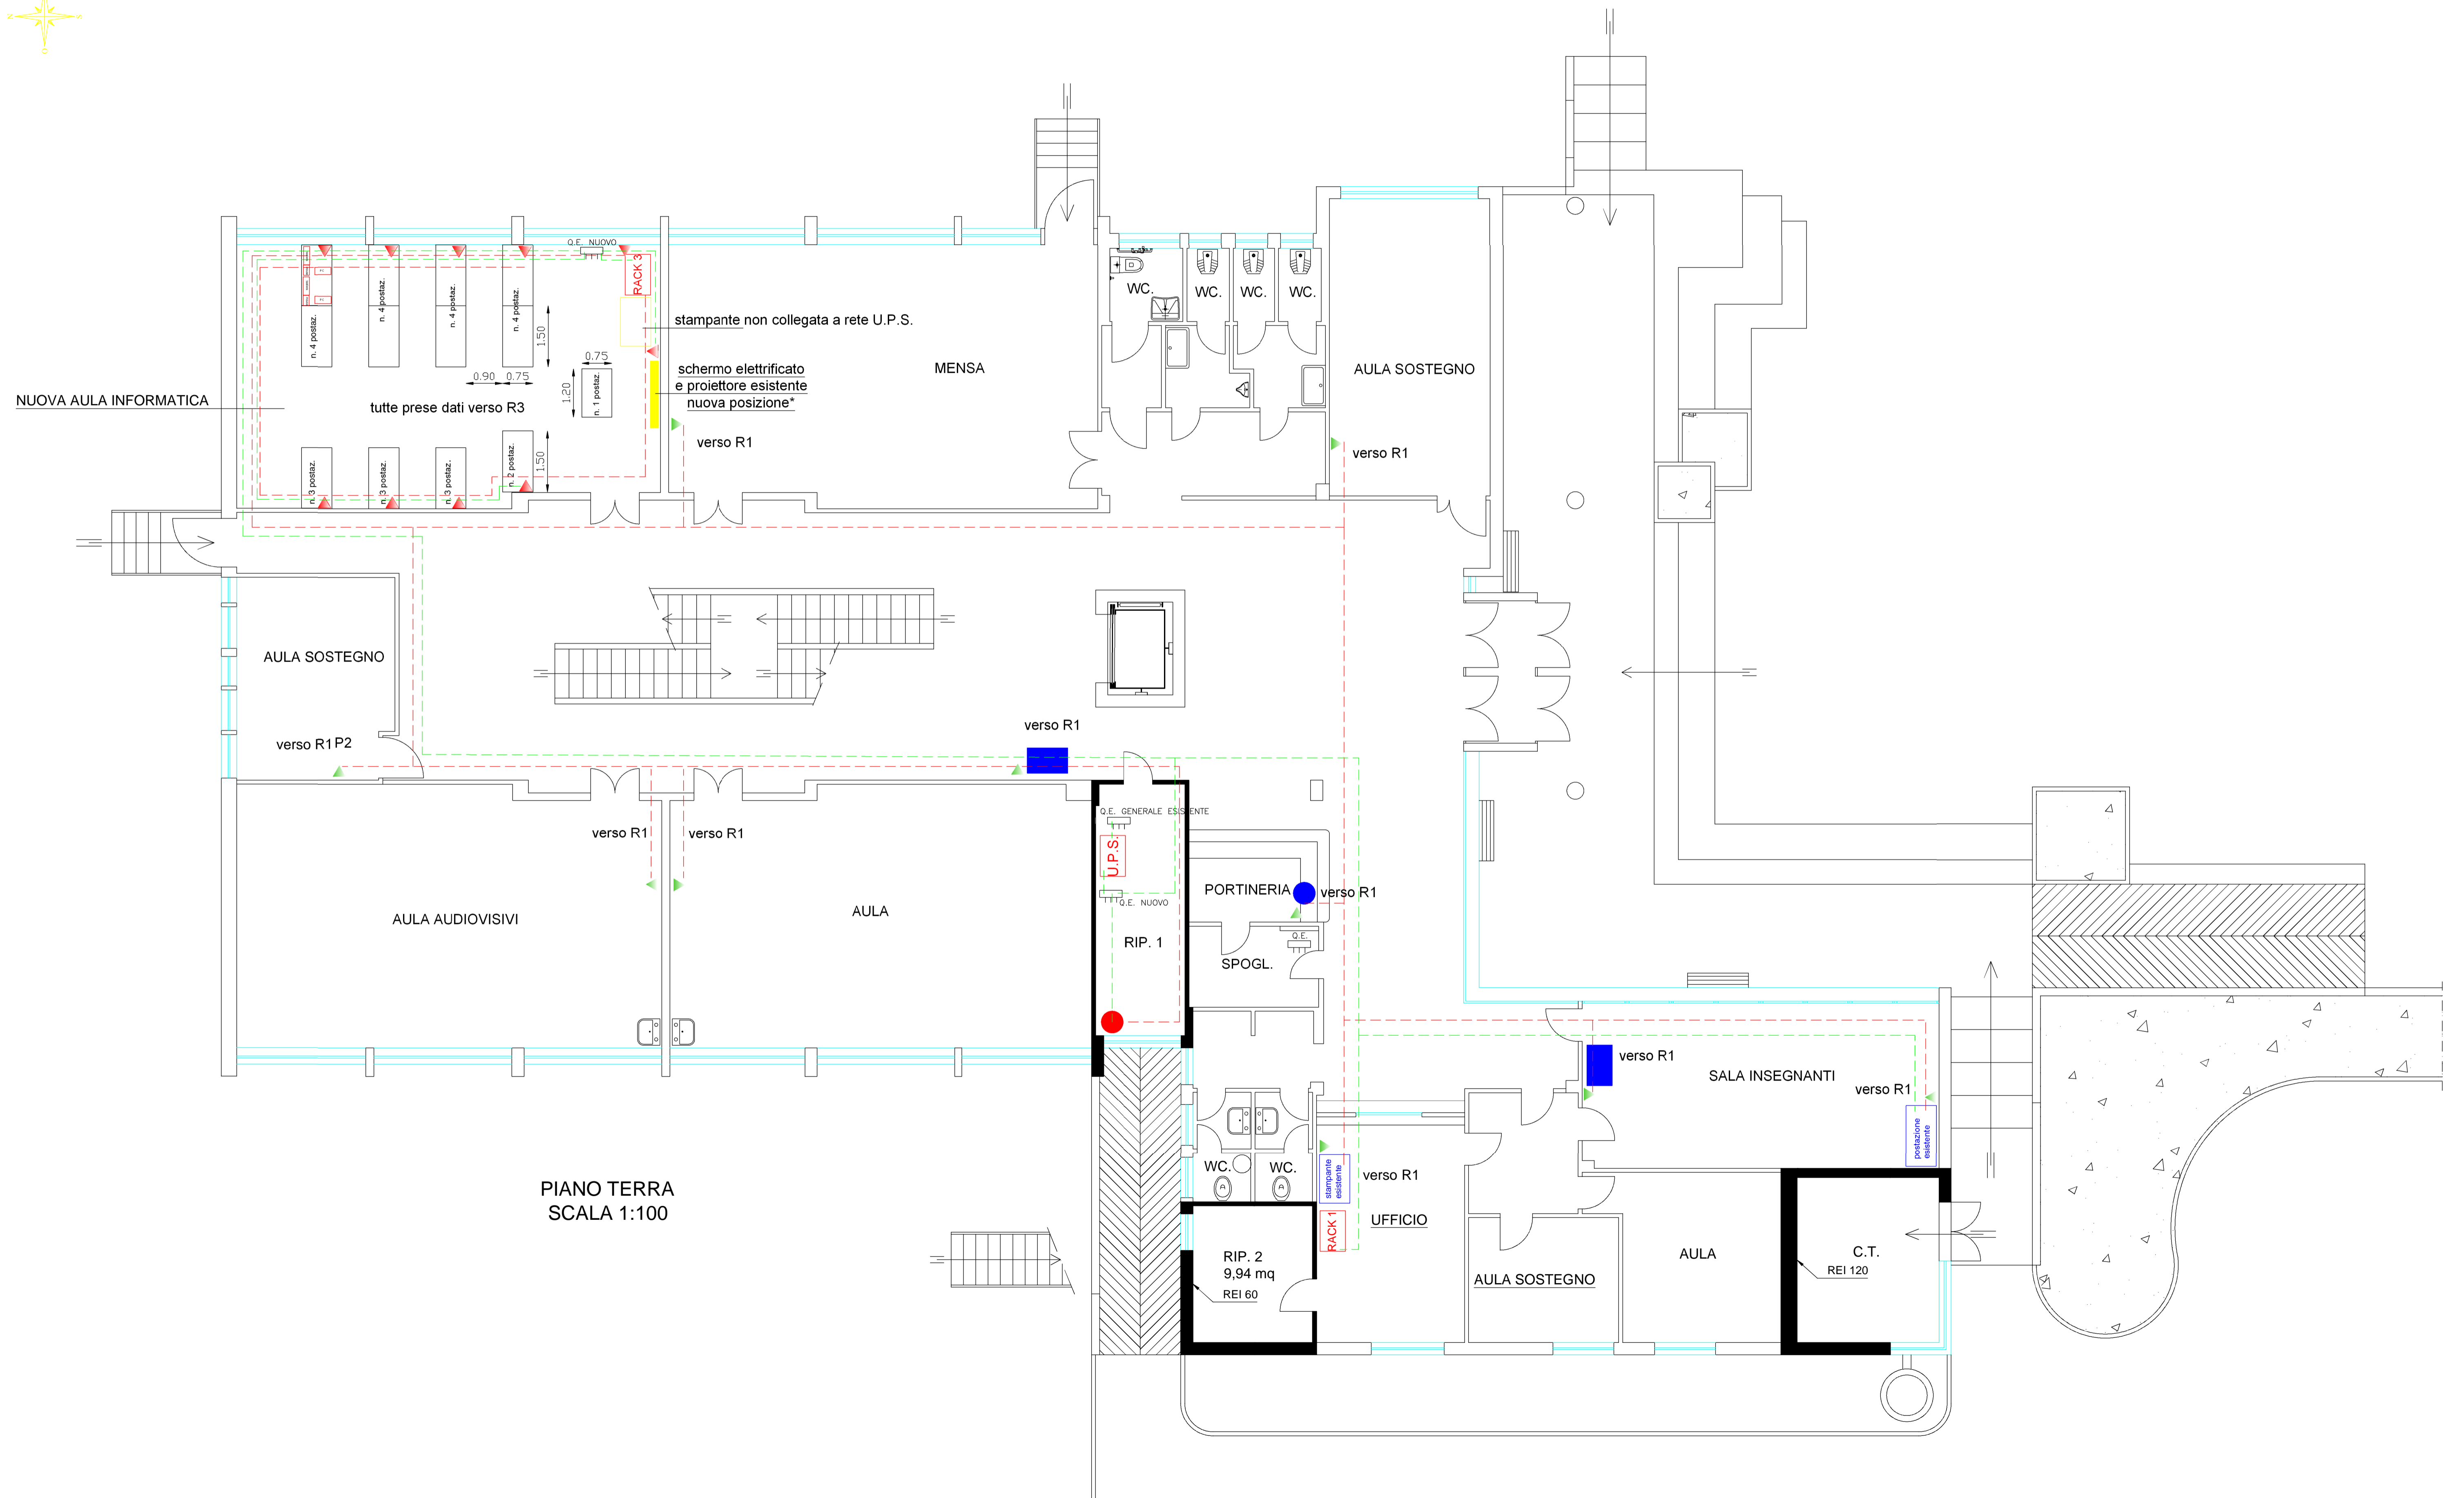 Q.E. NUOVO
RACK 3
n. 4 postaz.
n. 4 postaz.
n. 4 postaz.
n. 4 postaz.
1.50
stampante non collegata a rete U.P.S.
0.75
0.90
0.75
1.20
n. 1 postaz.
schermo elettrificato
e proiettore esistente
nuova posizione*
NUOVA AULA INFORMATICA
tutte prese dati verso R3
verso R1
n. 3 postaz.
n. 3 postaz.
n. 3 postaz.
n. 2 postaz.
1.50
MENSA
WC.
WC.
WC.
WC.
AULA SOSTEGNO
verso R1
AULA SOSTEGNO
verso R1
P2
verso R1
verso R1
verso R1
AULA AUDIOVISIVI
AULA
Q.E. GENERALE ESISTENTE
U.P.S.
Q.E. NUOVO
RIP. 1
PORTINERIA
verso R1
Q.E.
SPOGL.
verso R1
SALA INSEGNANTI
verso R1
postazione
esistente
WC.
WC.
stampante
esistente
verso R1
RACK 1
UFFICIO
PIANO TERRA
SCALA 1:100
RIP. 2
9,94 mq
REI 60
AULA SOSTEGNO
AULA
C.T.
REI 120